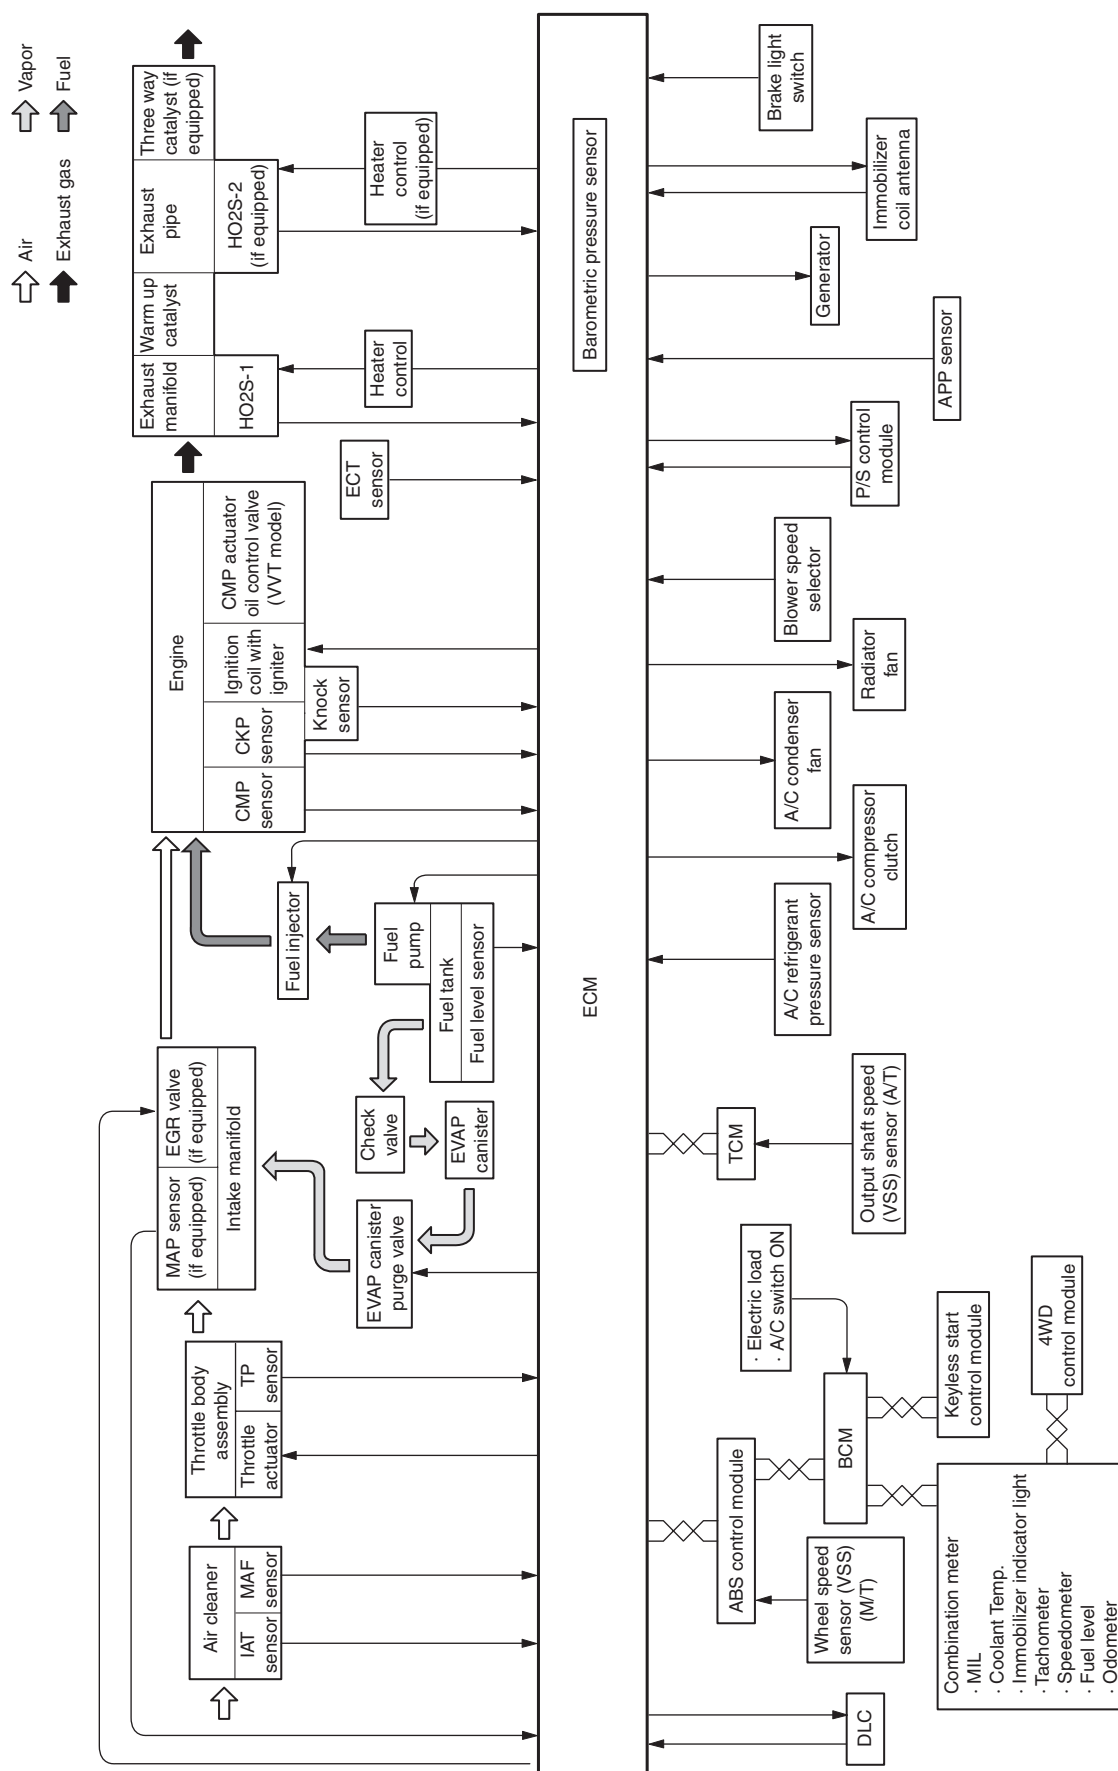 Air
Vapor
Exhaust gas
Fuel
Air cleaner
IAT
sensor
MAF
sensor
Throttle body
assembly
Throttle
actuator
TP
sensor
MAP sensor
(if equipped)
EGR valve
(if equipped)
Intake manifold
EVAP canister
purge valve
Check
valve
EVAP
canister
Fuel injector
Fuel
pump
Fuel tank
Fuel level sensor
Engine
CMP
sensor
CKP
sensor
Ignition
coil with
igniter
CMP actuator
oil control valve
(VVT model)
Knock
sensor
ECT
sensor
Exhaust
manifold
Warm up
catalyst
Exhaust
pipe
Three way
catalyst (if
equipped)
HO2S-1
HO2S-2
(if equipped)
Heater
control
Heater
control
(if equipped)
ECM
Barometric pressure sensor
DLC
Wheel speed
sensor (VSS)
(M/T)
ABS control module
· Electric load
· A/C switch ON
BCM
Combination meter
· MIL
· Coolant Temp.
· Immobilizer indicator light
· Tachometer
· Speedometer
· Fuel level
· Odometer
Keyless start
control module
4WD
control module
TCM
Output shaft speed
(VSS) sensor (A/T)
A/C refrigerant
pressure sensor
A/C compressor
clutch
A/C condenser
fan
Radiator
fan
Blower speed
selector
P/S control
module
APP sensor
Generator
Immobilizer
coil antenna
Brake light
switch